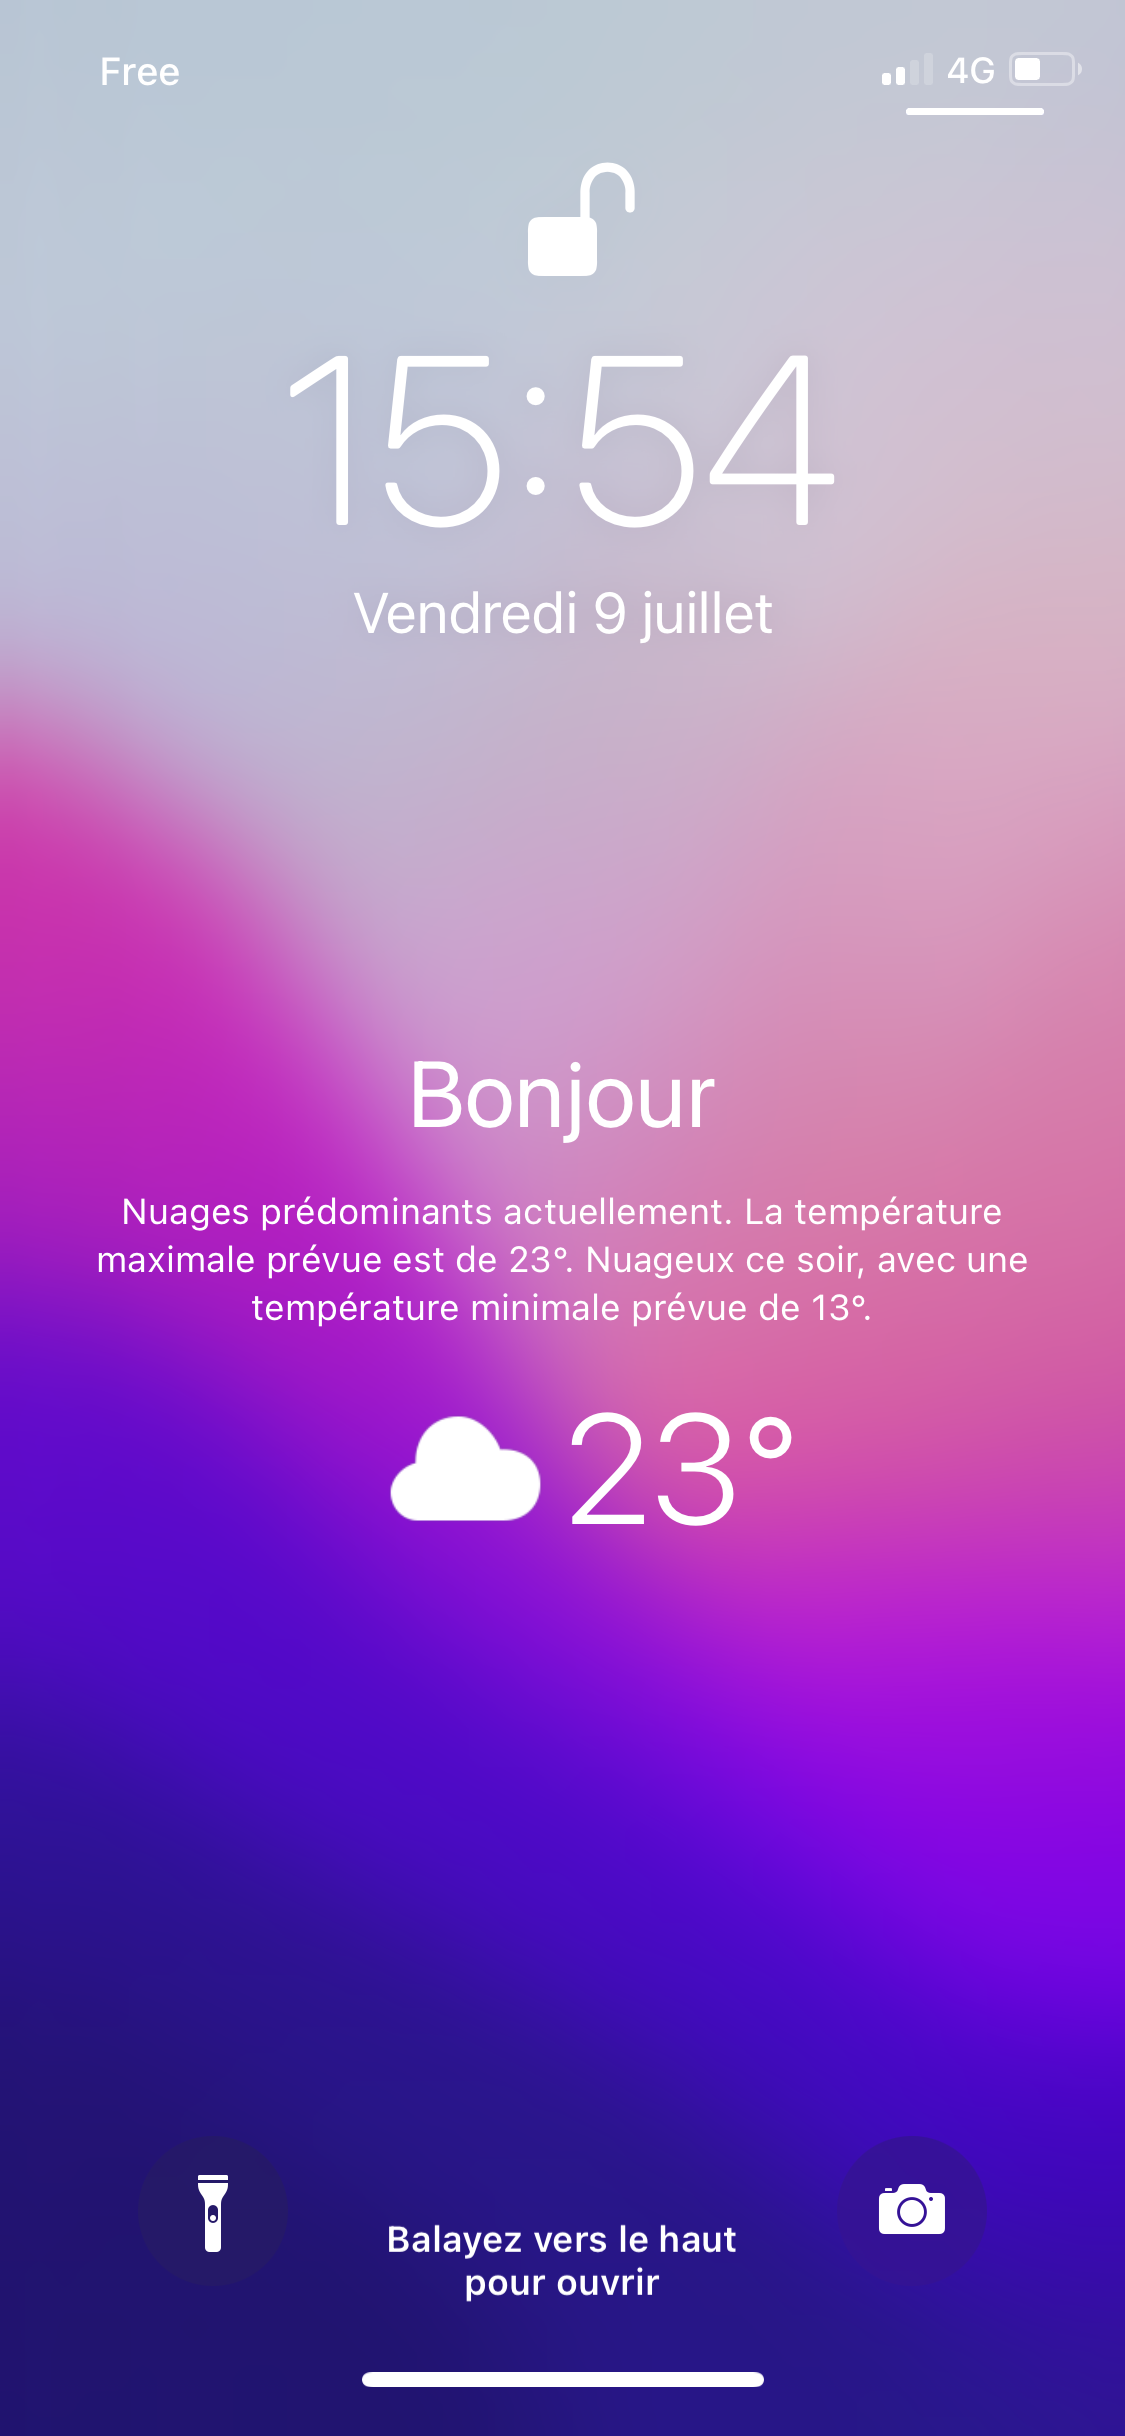 Free 4G
15:54
Vendredi 9 juillet
Bonjour
Nuages prédominants actuellement. La température
maximale prévue est de 23°. Nuageux ce soir, avec une
température minimale prévue de 13°.
23°
Balayez vers le haut
pour ouvrir